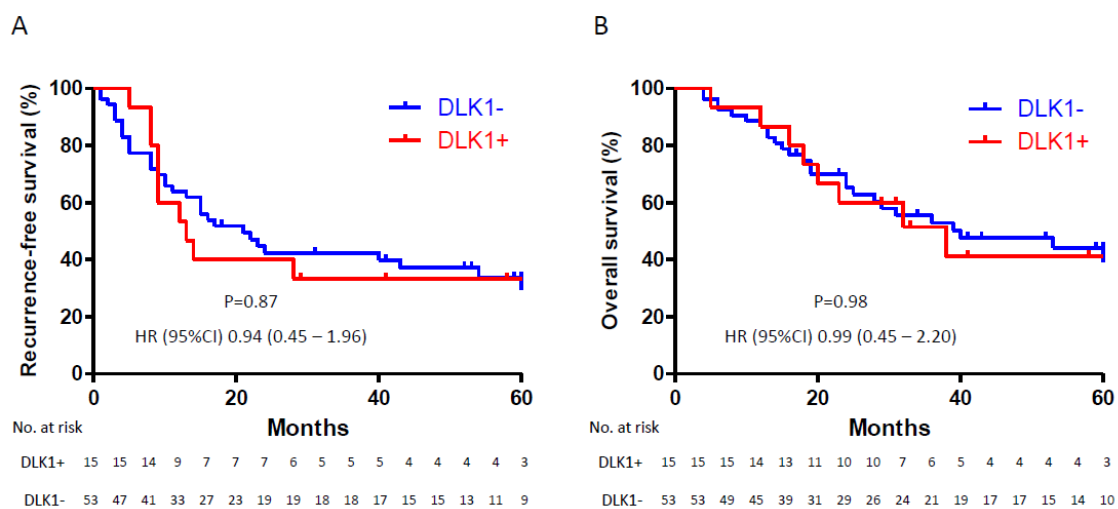 A
Recurrence-free survival (%)
100
80
60
40
20
0
DLK1-
DLK1+
P=0.87
HR (95%CI) 0.94 (0.45 – 1.96)
0 20 40 60
Months
No. at risk
DLK1+ 15 15 14 9 7 7 7 6 5 5 5 4 4 4 4 3
DLK1- 53 47 41 33 27 23 19 19 18 18 17 15 15 13 11 9
B
Overall survival (%)
100
80
60
40
20
0
DLK1-
DLK1+
P=0.98
HR (95%CI) 0.99 (0.45 – 2.20)
0 20 40 60
Months
No. at risk
DLK1+ 15 15 15 14 13 11 10 10 7 6 5 4 4 4 4 3
DLK1- 53 53 49 45 39 31 29 26 24 21 19 17 17 15 14 10